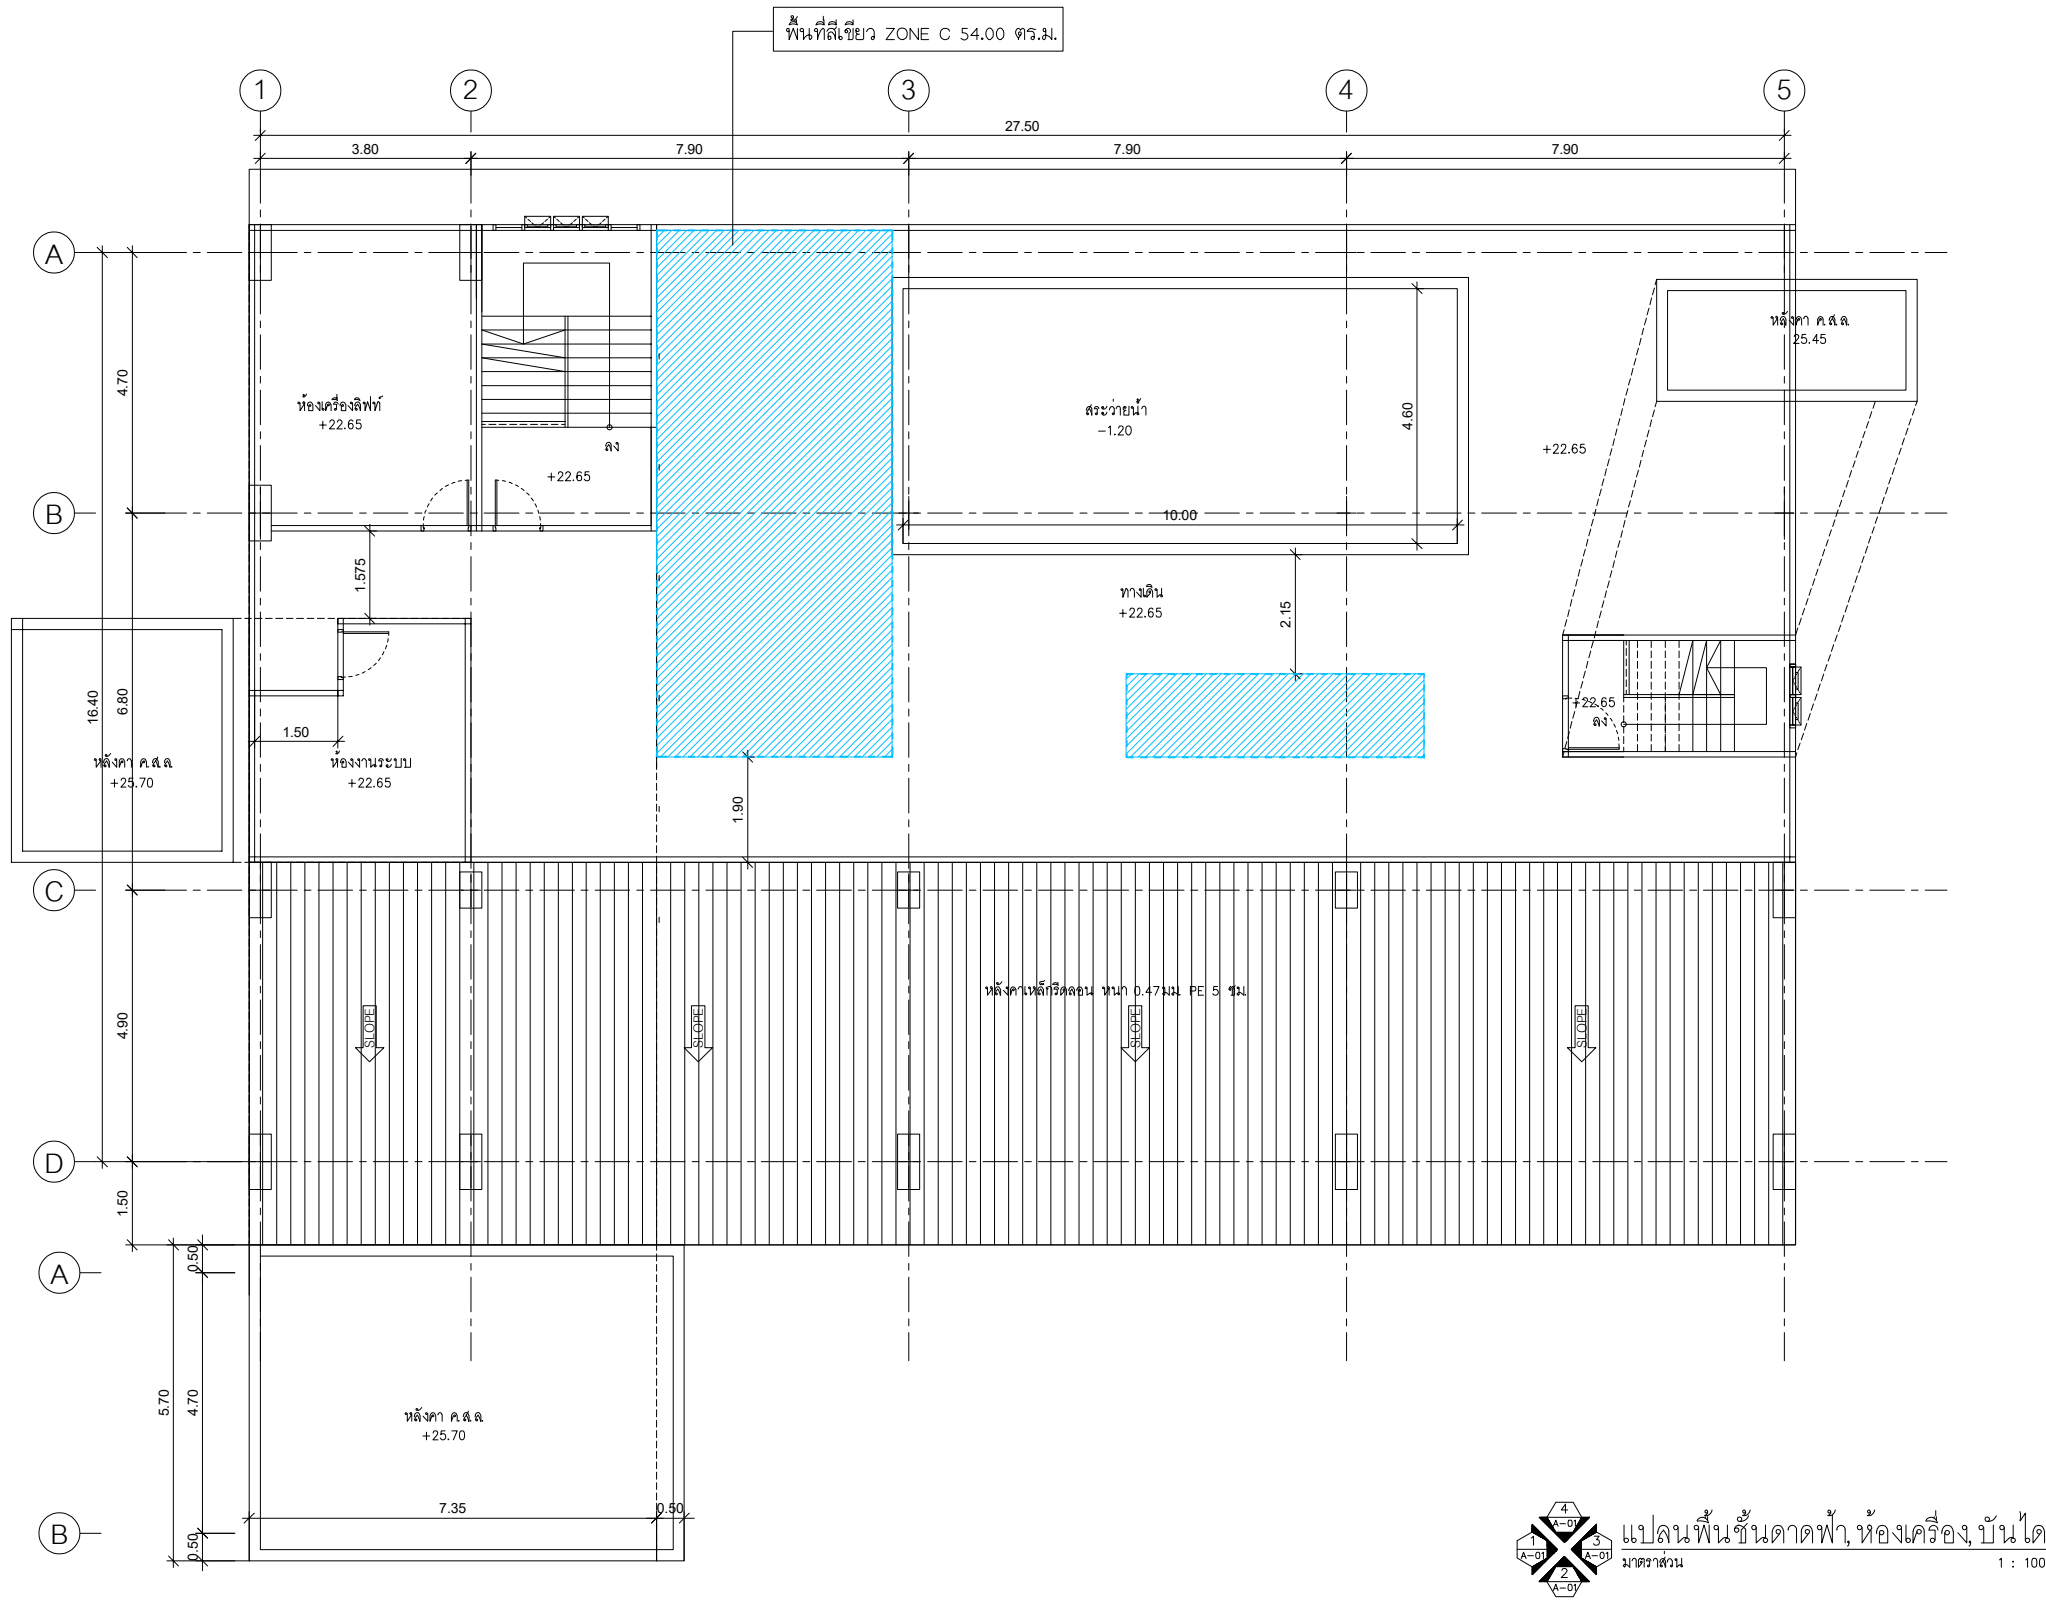 พื้นที่สีเขียว ZONE C 54.00 ตร.ม.
1
2
3
4
5
27.50
3.80
7.90
7.90
7.90
A
B
C
D
4.70
16.40
6.80
4.90
1.50
ห้องเครื่องลิฟท์
+22.65
ลง
+22.65
สระว่ายน้ำ
-1.20
4.60
10.00
+22.65
หลังคา ค.ส.ล.
25.45
1.575
ทางเดิน
+22.65
2.15
+22.65
ลง
1.50
หลังคา ค.ส.ล.
+25.70
ห้องงานระบบ
+22.65
1.90
หลังคาเหล็กรีดลอน หนา 0.47มม. PE 5 ซม.
SLOPE
SLOPE
SLOPE
SLOPE
A
B
0.50
5.70
4.70
0.50
หลังคา ค.ส.ล.
+25.70
7.35
0.50
4
A-01
1
A-01
3
A-01
2
A-01
แปลนพื้นชั้นดาดฟ้า,ห้องเครื่อง,บันได
มาตราส่วน
1 : 100